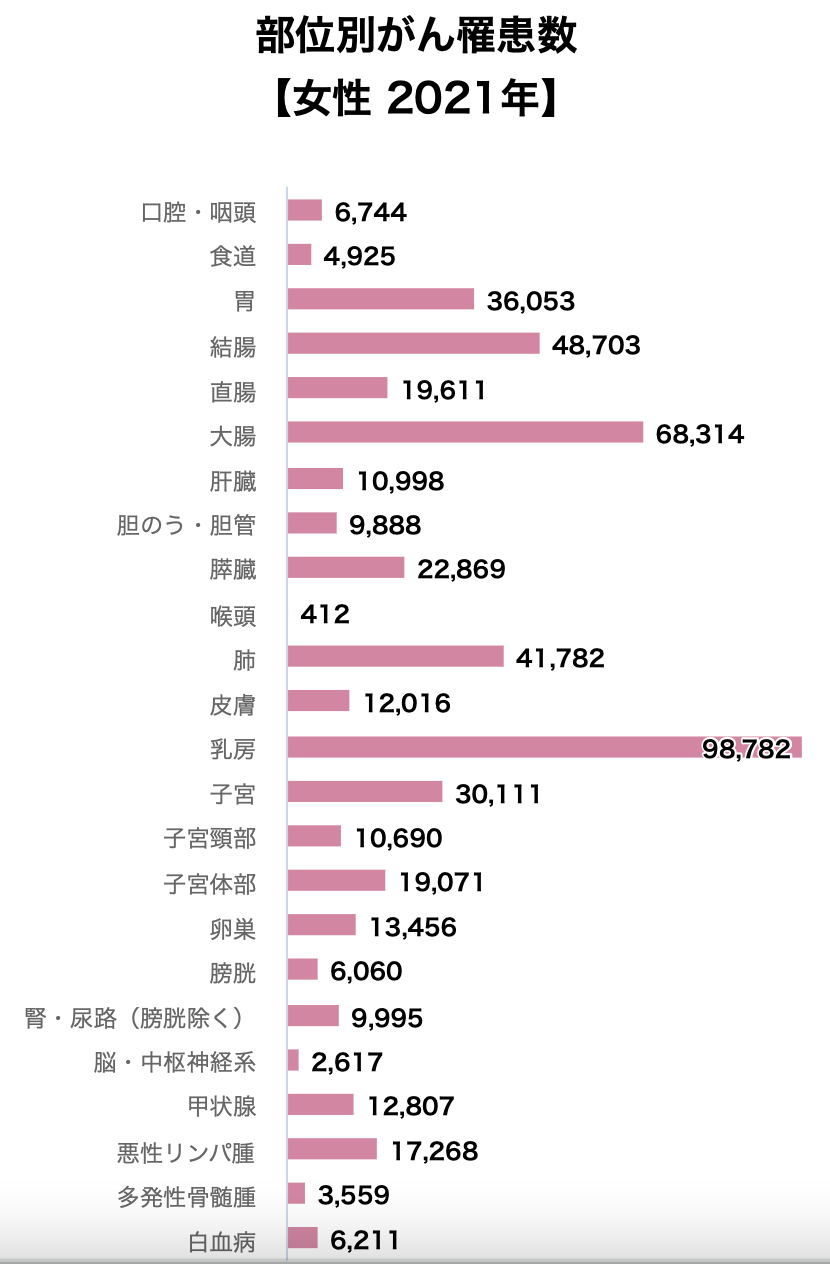 部位別がん罹患数
【女性 2021年】
口腔・咽頭 6,744
食道 4,925
胃 36,053
結腸 48,703
直腸 19,611
大腸 68,314
肝臓 10,998
胆のう・胆管 9,888
膵臓 22,869
喉頭 412
肺 41,782
皮膚 12,016
乳房 98,782
子宮 30,111
子宮頸部 10,690
子宮体部 19,071
卵巣 13,456
膀胱 6,060
腎・尿路（膀胱除く） 9,995
脳・中枢神経系 2,617
甲状腺 12,807
悪性リンパ腫 17,268
多発性骨髄腫 3,559
白血病 6,211